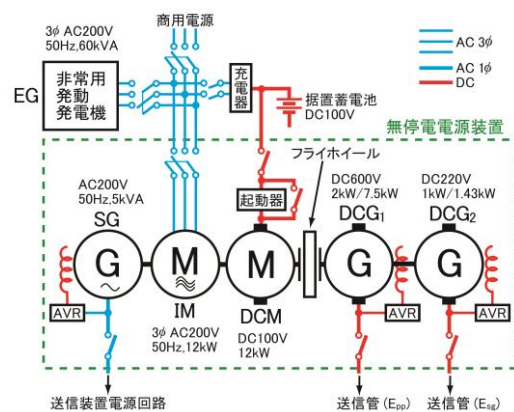 商用電源
3φ AC200V
50Hz,60kVA
EG
非常用
発動
発電機
充電器
据置蓄電池
DC100V
AC 3φ
AC 1φ
DC
無停電電源装置
フライホイール
起動器
AC200V
50Hz,5kVA
SG
G
AVR
M
IM
3φ AC200V
50Hz,12kW
M
DCM
DC100V
12kW
DC600V
2kW/7.5kW
DCG1
G
AVR
DC220V
1kW/1.43kW
DCG2
G
AVR
送信装置電源回路
送信管(Epp)
送信管(Esg)